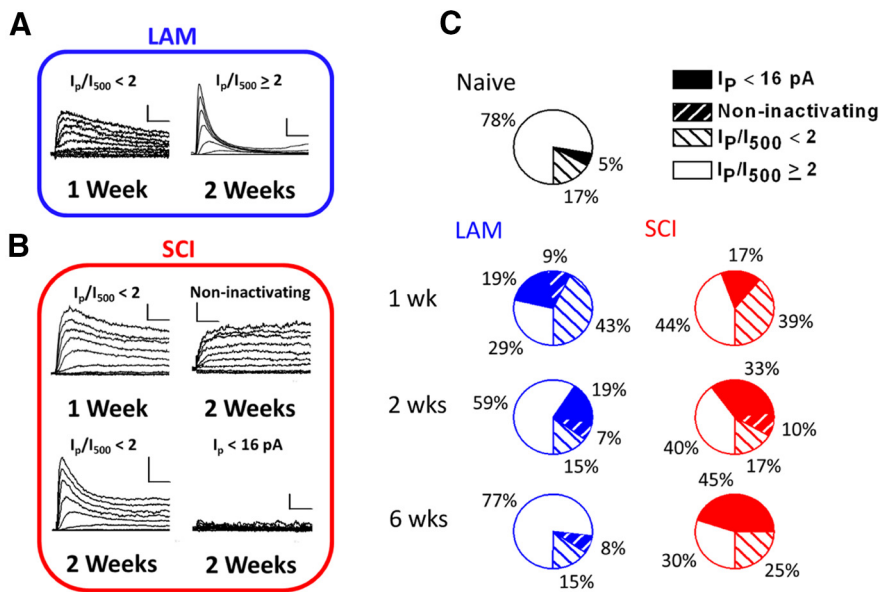 A
LAM
Ip/I500 < 2
Ip/I500 ≥ 2
1 Week
2 Weeks
B
SCI
Ip/I500 < 2
Non-inactivating
1 Week
2 Weeks
Ip/I500 < 2
Ip < 16 pA
2 Weeks
2 Weeks
C
Naive
78%
5%
17%
IP < 16 pA
Non-inactivating
IP/I500 < 2
IP/I500 ≥ 2
LAM
SCI
1 wk
9%
19%
43%
29%
17%
44%
39%
2 wks
59%
19%
7%
15%
33%
10%
40%
17%
6 wks
77%
8%
15%
45%
30%
25%